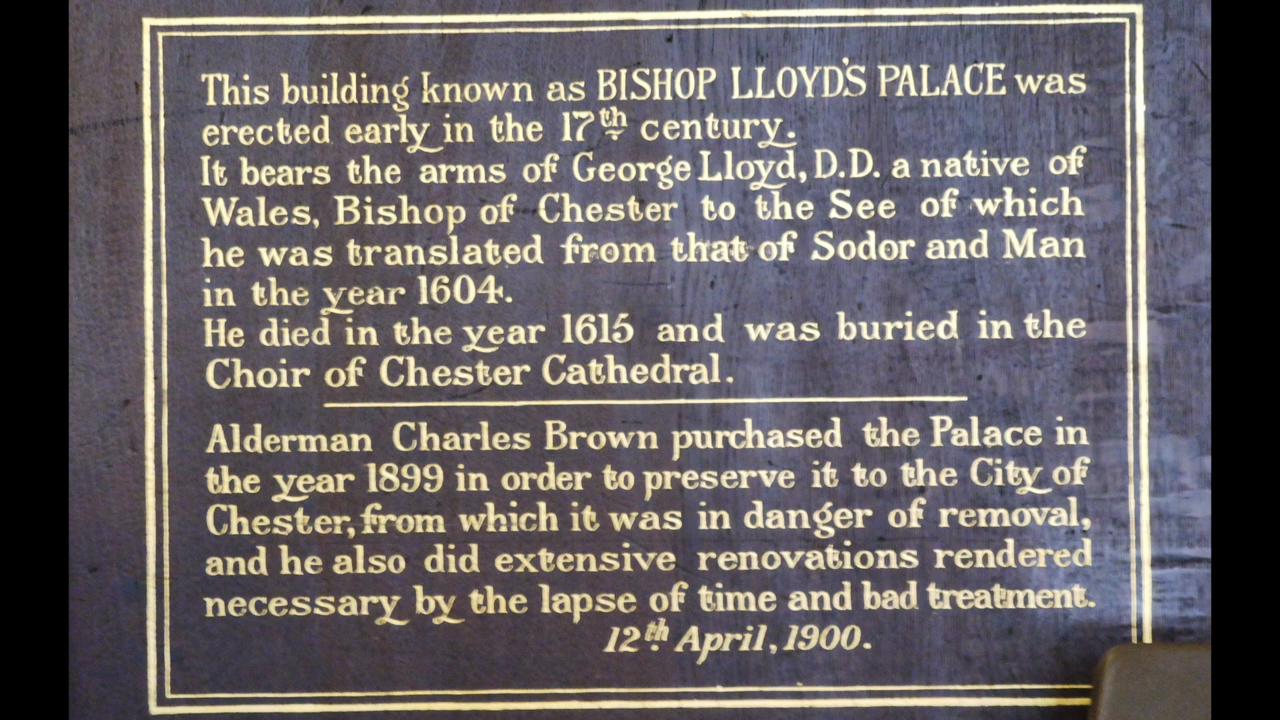 This building known as BISHOP LLOYD'S PALACE was
erected early in the 17th century.
It bears the arms of George Lloyd, D.D. a native of
Wales, Bishop of Chester to the See of which
he was translated from that of Sodor and Man
in the year 1604.
He died in the year 1615 and was buried in the
Choir of Chester Cathedral.
Alderman Charles Brown purchased the Palace in
the year 1899 in order to preserve it to the City of
Chester, from which it was in danger of removal,
and he also did extensive renovations rendered
necessary by the lapse of time and bad treatment.
12th April, 1900.